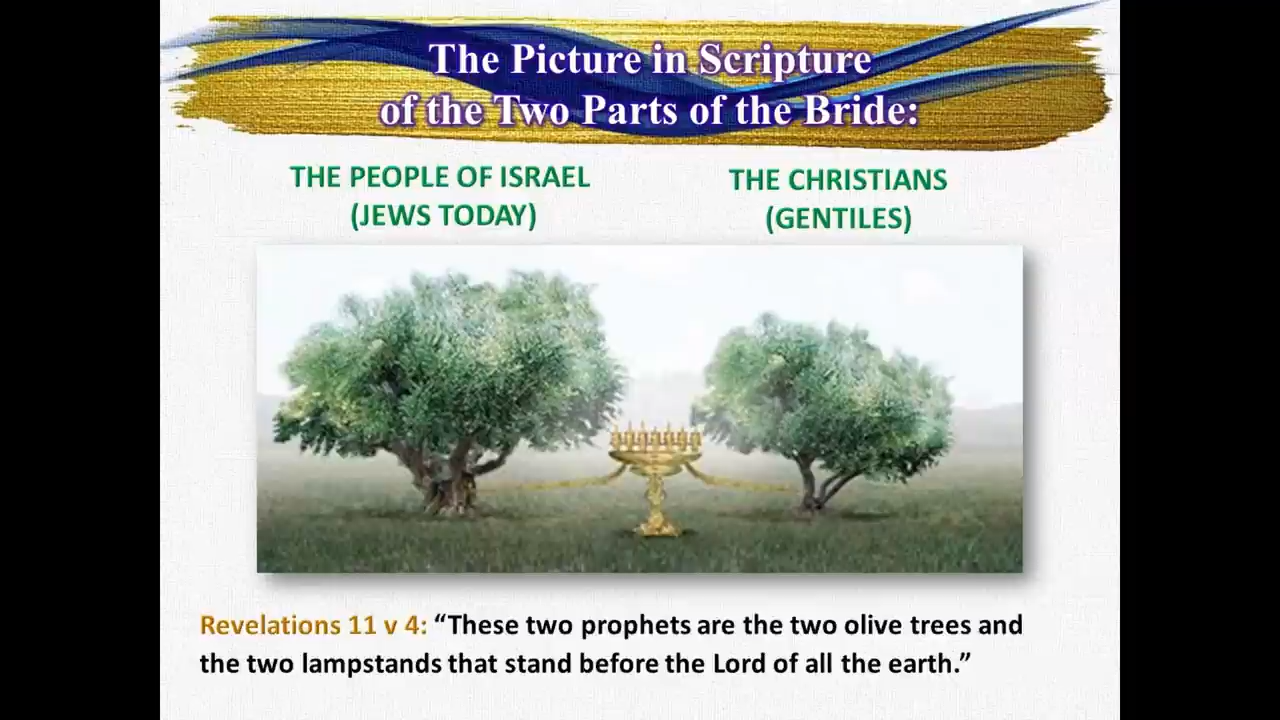 The Picture in Scripture
of the Two Parts of the Bride:
THE PEOPLE OF ISRAEL
(JEWS TODAY)
THE CHRISTIANS
(GENTILES)
Revelations 11 v 4: “These two prophets are the two olive trees and
the two lampstands that stand before the Lord of all the earth.”